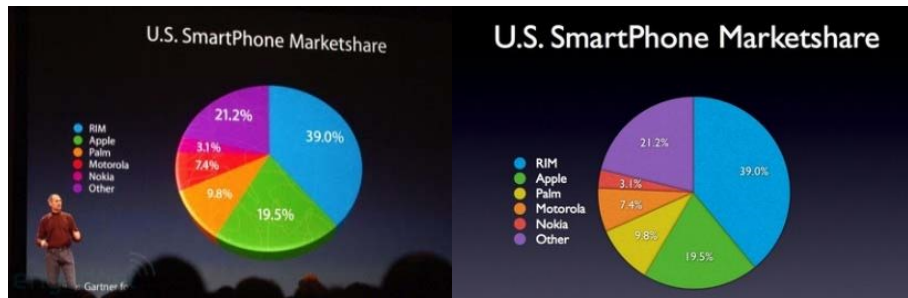 U.S. SmartPhone Marketshare
21.2%
39.0%
3.1%
7.4%
9.8%
19.5%
RIM
Apple
Palm
Motorola
Nokia
Other
Gartner
U.S. SmartPhone Marketshare
21.2%
39.0%
3.1%
7.4%
9.8%
19.5%
RIM
Apple
Palm
Motorola
Nokia
Other